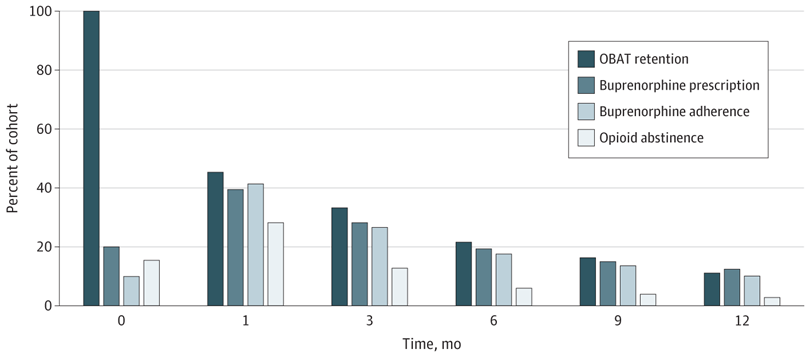 100
80
60
40
20
0
Percent of cohort
OBAT retention
Buprenorphine prescription
Buprenorphine adherence
Opioid abstinence
0 1 3 6 9 12
Time, mo